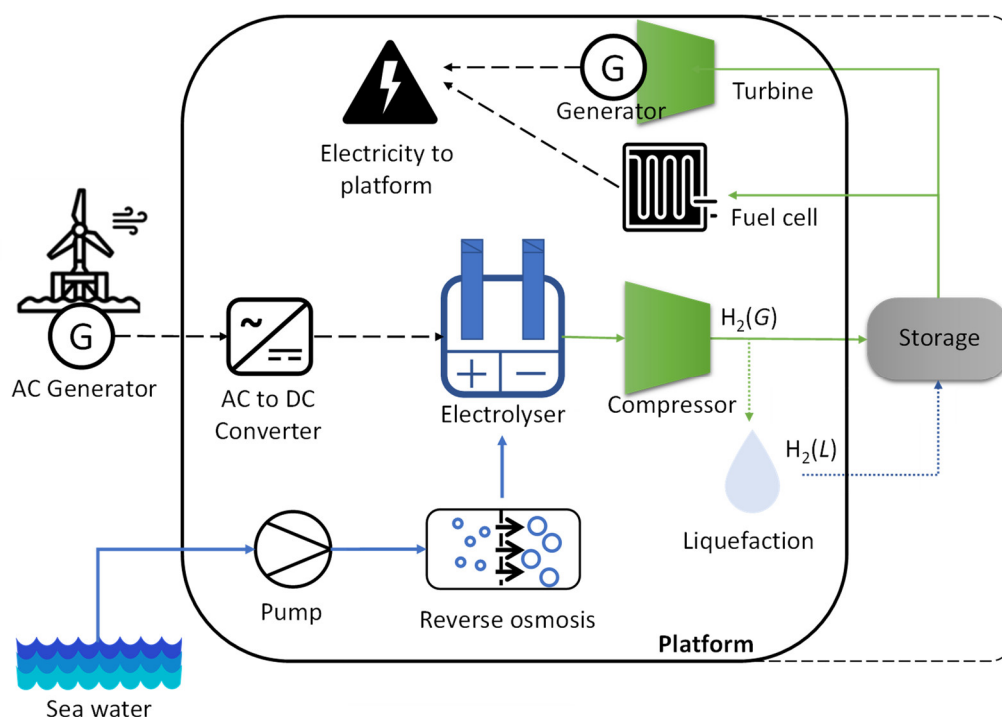 G
Generator
Turbine
Electricity to
platform
Fuel cell
G
AC Generator
AC to DC
Converter
Electrolyser
Compressor
H₂(G)
Storage
H₂(L)
Liquefaction
Pump
Reverse osmosis
Platform
Sea water